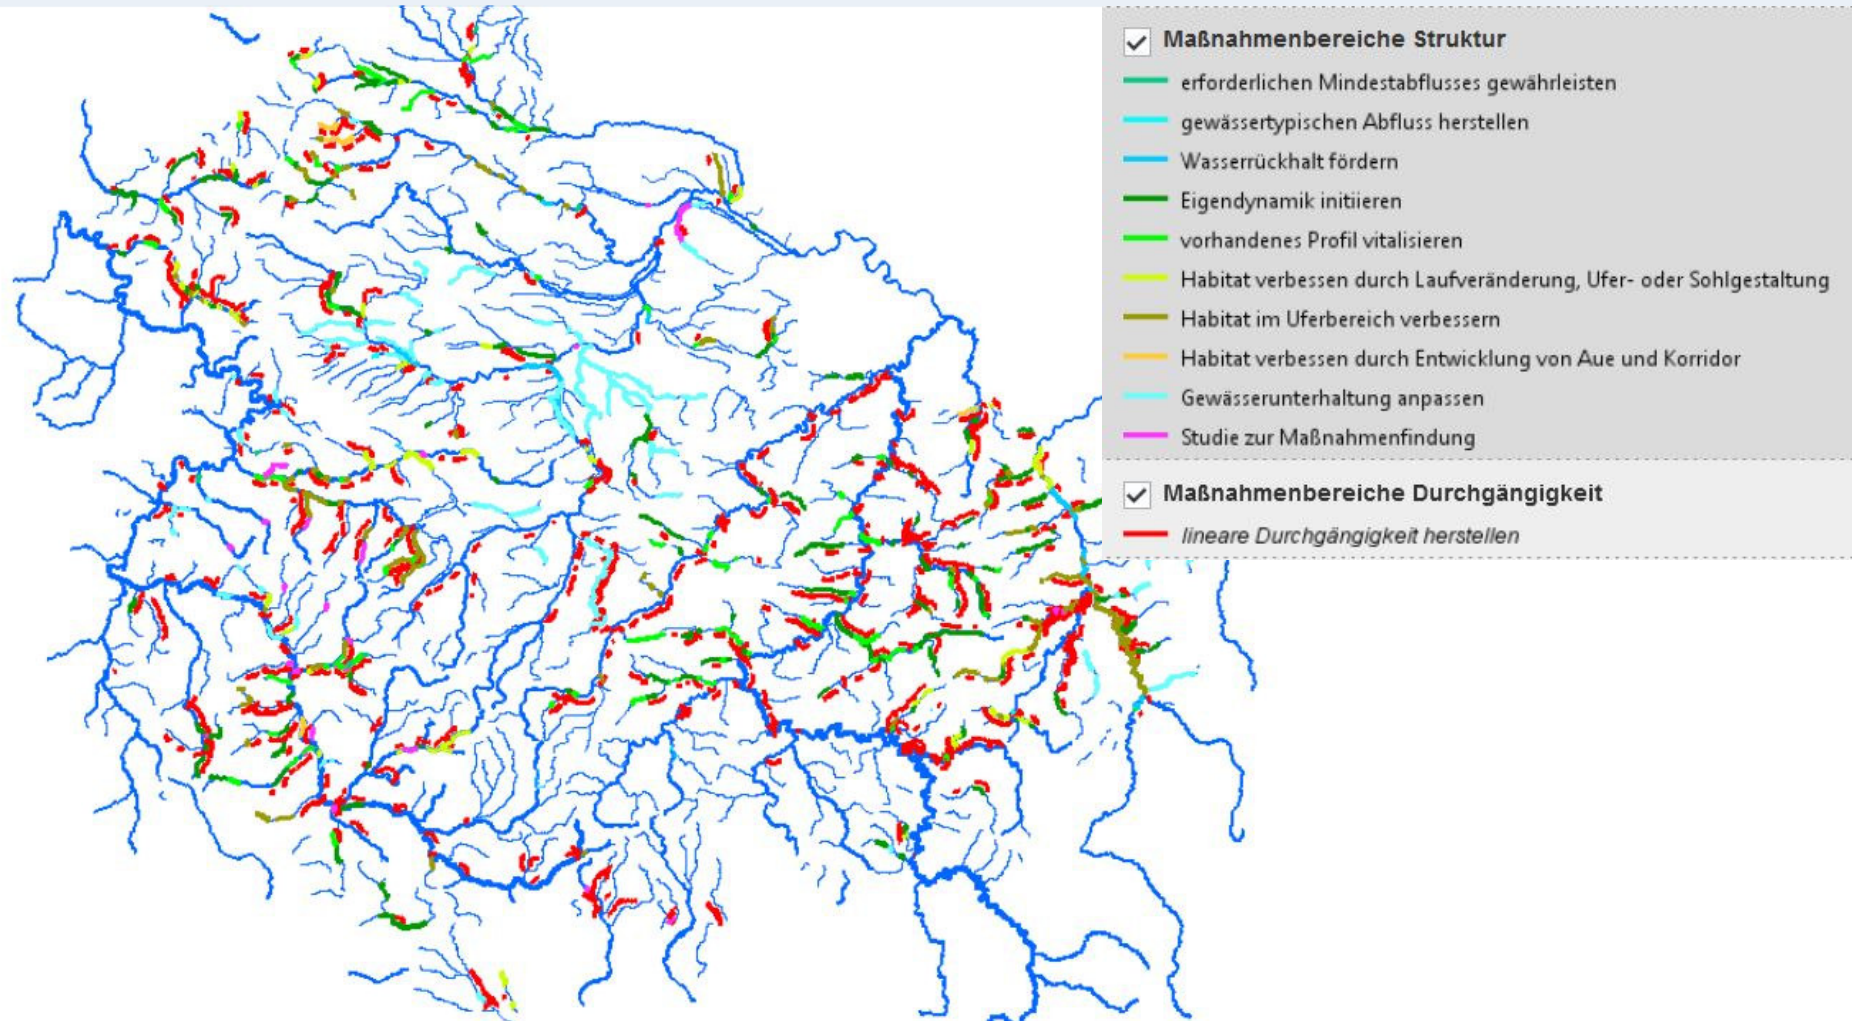 Maßnahmenbereiche Struktur
erforderlichen Mindestabflusses gewährleisten
gewässertypischen Abfluss herstellen
Wasserrückhalt fördern
Eigendynamik initiieren
vorhandenes Profil vitalisieren
Habitat verbessen durch Laufveränderung, Ufer- oder Sohlgestaltung
Habitat im Uferbereich verbessern
Habitat verbessen durch Entwicklung von Aue und Korridor
Gewässerunterhaltung anpassen
Studie zur Maßnahmenfindung
Maßnahmenbereiche Durchgängigkeit
lineare Durchgängigkeit herstellen